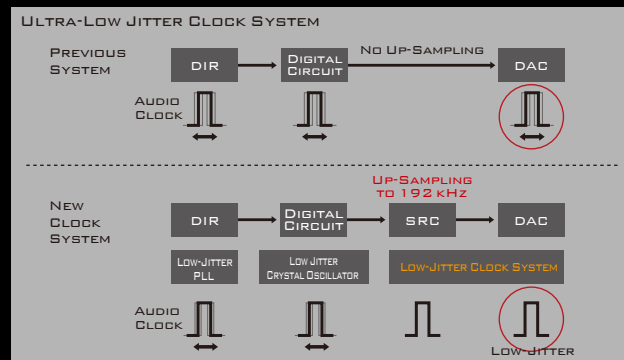 ULTRA-LOW JITTER CLOCK SYSTEM
PREVIOUS
SYSTEM
DIR
DIGITAL
CIRCUIT
NO UP-SAMPLING
DAC
AUDIO
CLOCK
UP-SAMPLING
TO 192 KHZ
NEW
CLOCK
SYSTEM
DIR
DIGITAL
CIRCUIT
SRC
DAC
LOW-JITTER
PLL
LOW JITTER
CRYSTAL OSCILLATOR
LOW-JITTER CLOCK SYSTEM
AUDIO
CLOCK
LOW-JITTER